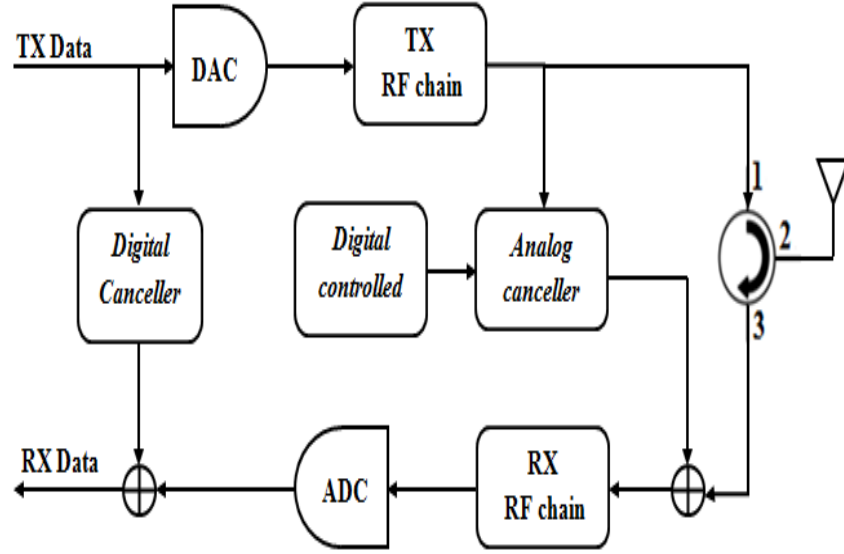 TX Data
DAC
TX
RF chain
1
2
3
Digital
Canceller
Digital
controlled
Analog
canceller
RX Data
ADC
RX
RF chain